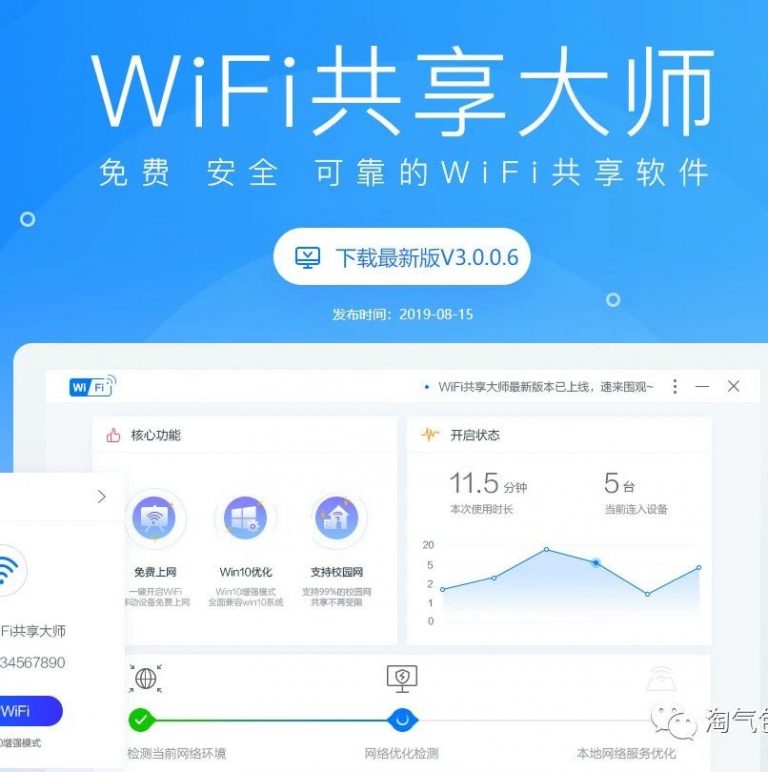 WiFi共享大师
免费 安全 可靠的WiFi共享软件
下载最新版V3.0.0.6
发布时间：2019-08-15
WiFi
WiFi共享大师最新版本已上线，速来围观~
核心功能
开启状态
11.5 分钟
5 台
本次使用时长
当前连入设备
免费上网
Win10优化
支持校园网
一键开启WiFi
移动设备免费上网
Win10增强模式
全面兼容win10系统
支持99%的校园网
共享不再受限
20
5
2
1
0
Fi共享大师
34567890
WiFi
0增强模式
检测当前网络环境
网络优化检测
本地网络服务优化
淘气